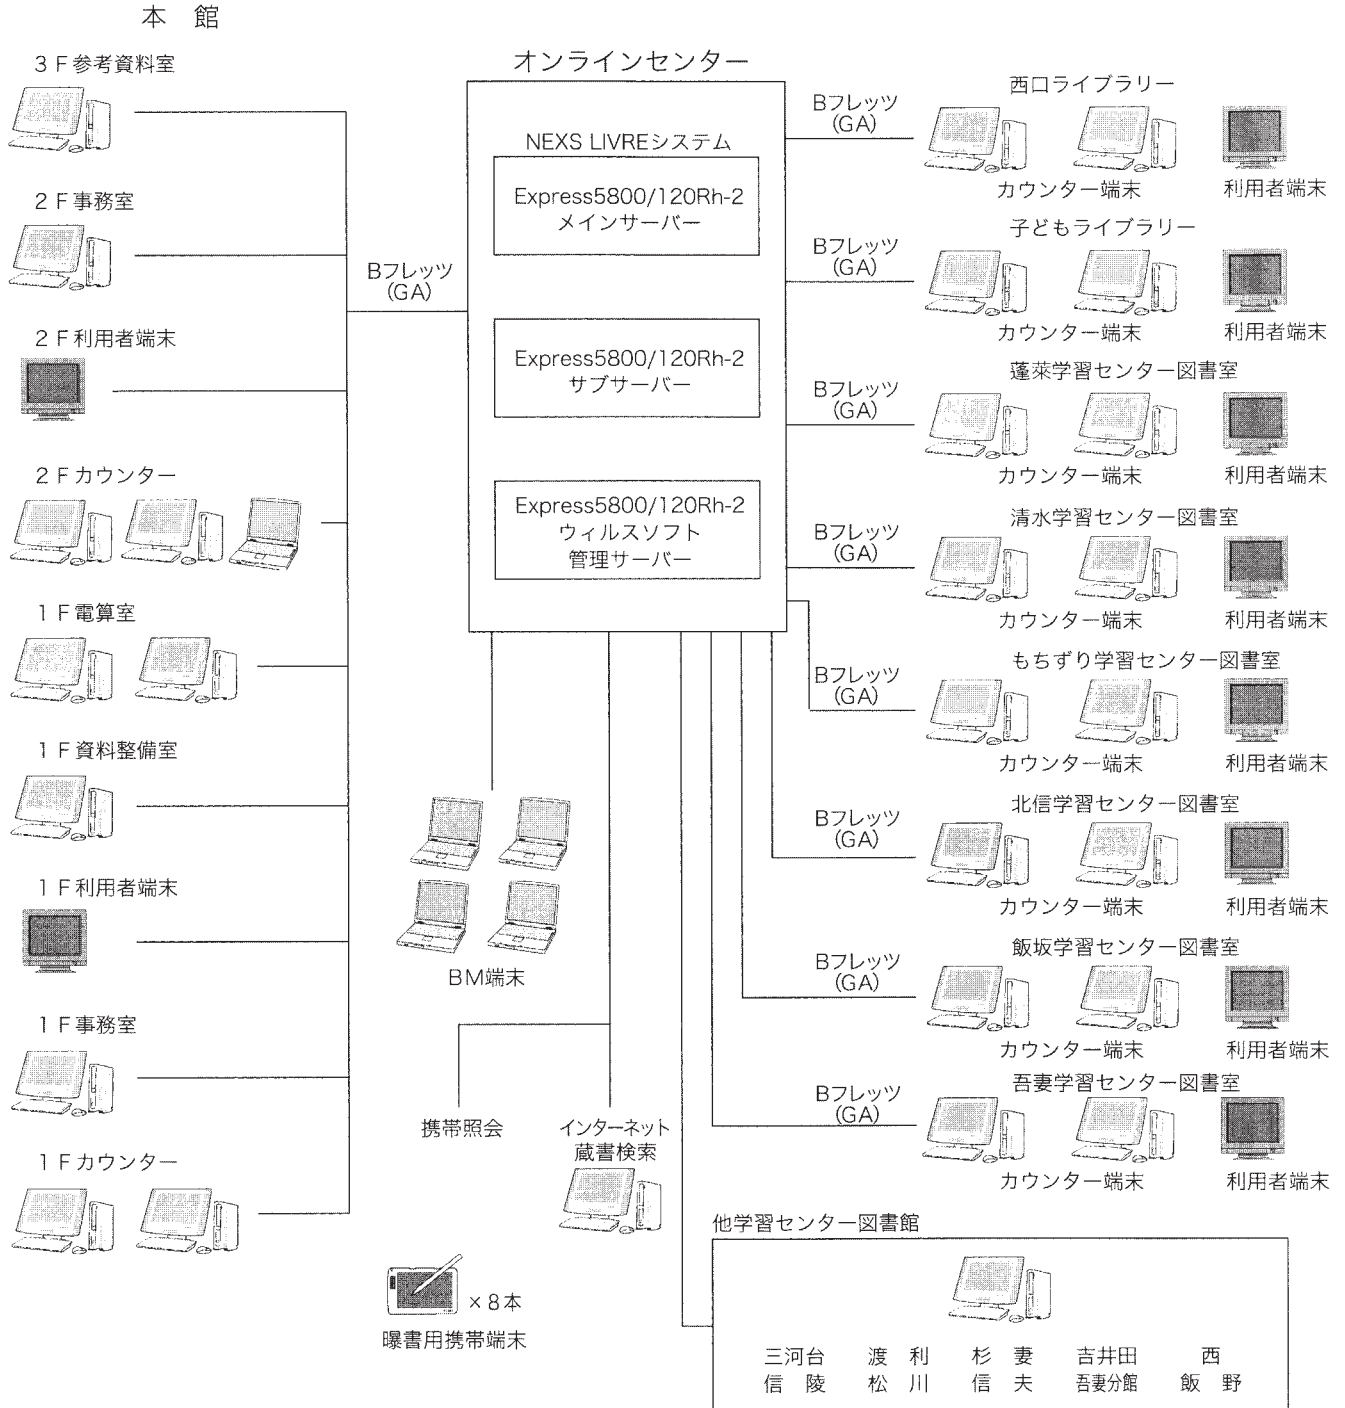 本　館
3F参考資料室
2F事務室
2F利用者端末
2Fカウンター
1F電算室
1F資料整備室
1F利用者端末
1F事務室
1Fカウンター
Bフレッツ
(GA)
オンラインセンター
NEXS LIVREシステム
Express5800/120Rh-2
メインサーバー
Express5800/120Rh-2
サブサーバー
Express5800/120Rh-2
ウィルスソフト
管理サーバー
BM端末
携帯照会
インターネット
蔵書検索
×8本
曝書用携帯端末
Bフレッツ
(GA)
西口ライブラリー
カウンター端末
利用者端末
Bフレッツ
(GA)
子どもライブラリー
カウンター端末
利用者端末
Bフレッツ
(GA)
蓬萊学習センター図書室
カウンター端末
利用者端末
Bフレッツ
(GA)
清水学習センター図書室
カウンター端末
利用者端末
Bフレッツ
(GA)
もちずり学習センター図書室
カウンター端末
利用者端末
Bフレッツ
(GA)
北信学習センター図書室
カウンター端末
利用者端末
Bフレッツ
(GA)
飯坂学習センター図書室
カウンター端末
利用者端末
Bフレッツ
(GA)
吾妻学習センター図書室
カウンター端末
利用者端末
他学習センター図書館
三河台　渡　利　杉　妻　吉井田　西
信　陵　松　川　信　夫　吾妻分館　飯　野